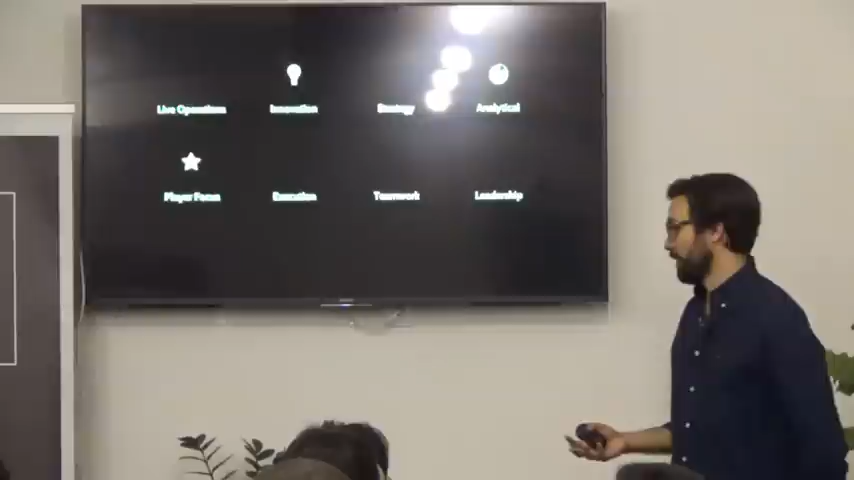 Live Operations Innovation Strategy Analytical
Player Focus Execution Teamwork Leadership